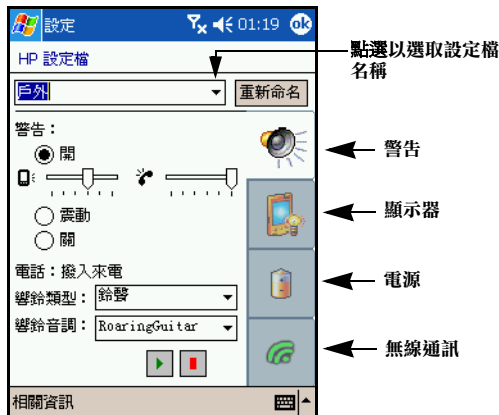 設定 1:19 ok
HP 設定檔
點選以選取設定檔
名稱
戶外 重新命名
警告：
開
警告
震動
顯示器
關
電話：撥入來電
電源
響鈴類型： 鈴聲
響鈴音調： RoaringGuitar
無線通訊
相關資訊